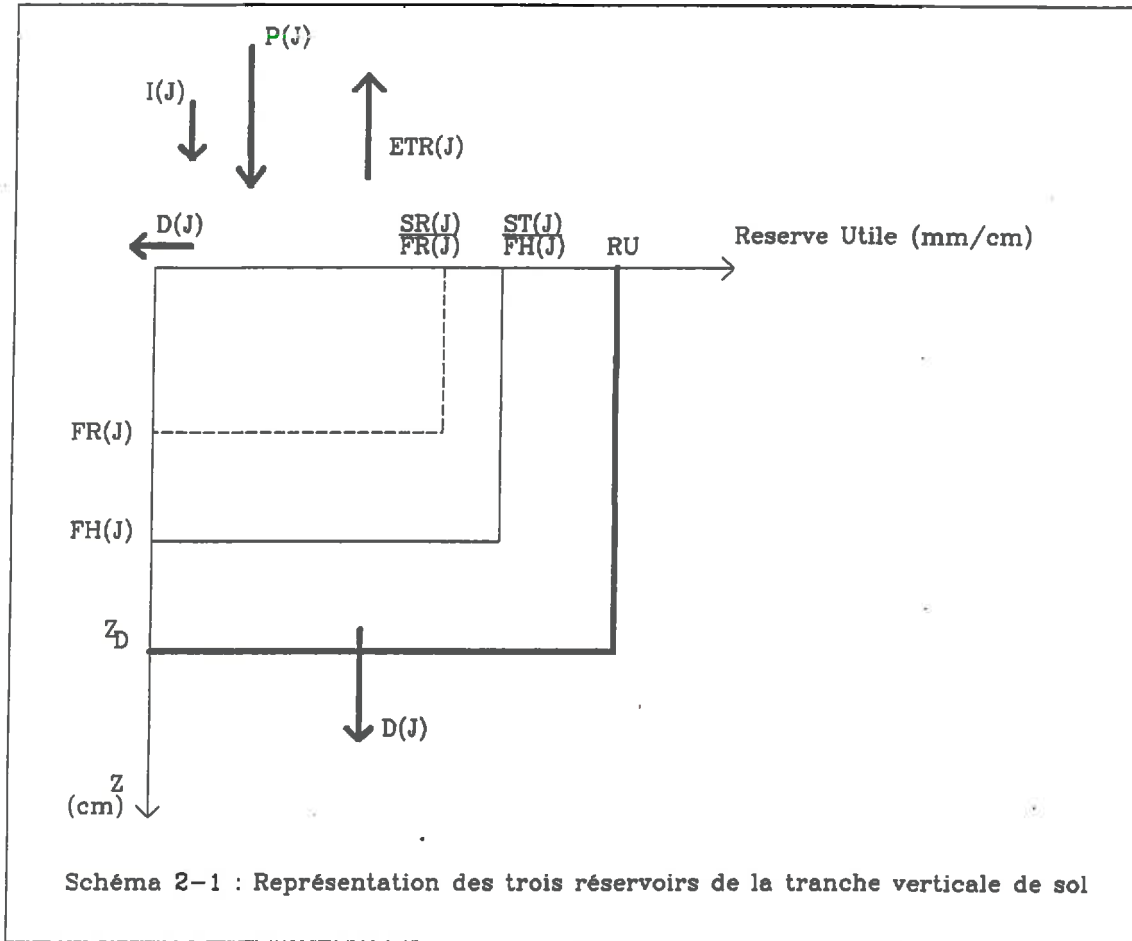 P(J)
I(J)
ETR(J)
D(J)
SR(J)
FR(J)
ST(J)
FH(J)
RU
Reserve Utile (mm/cm)
FR(J)
FH(J)
Z_D
D(J)
Z
(cm)
Schéma 2-1 : Représentation des trois réservoirs de la tranche verticale de sol